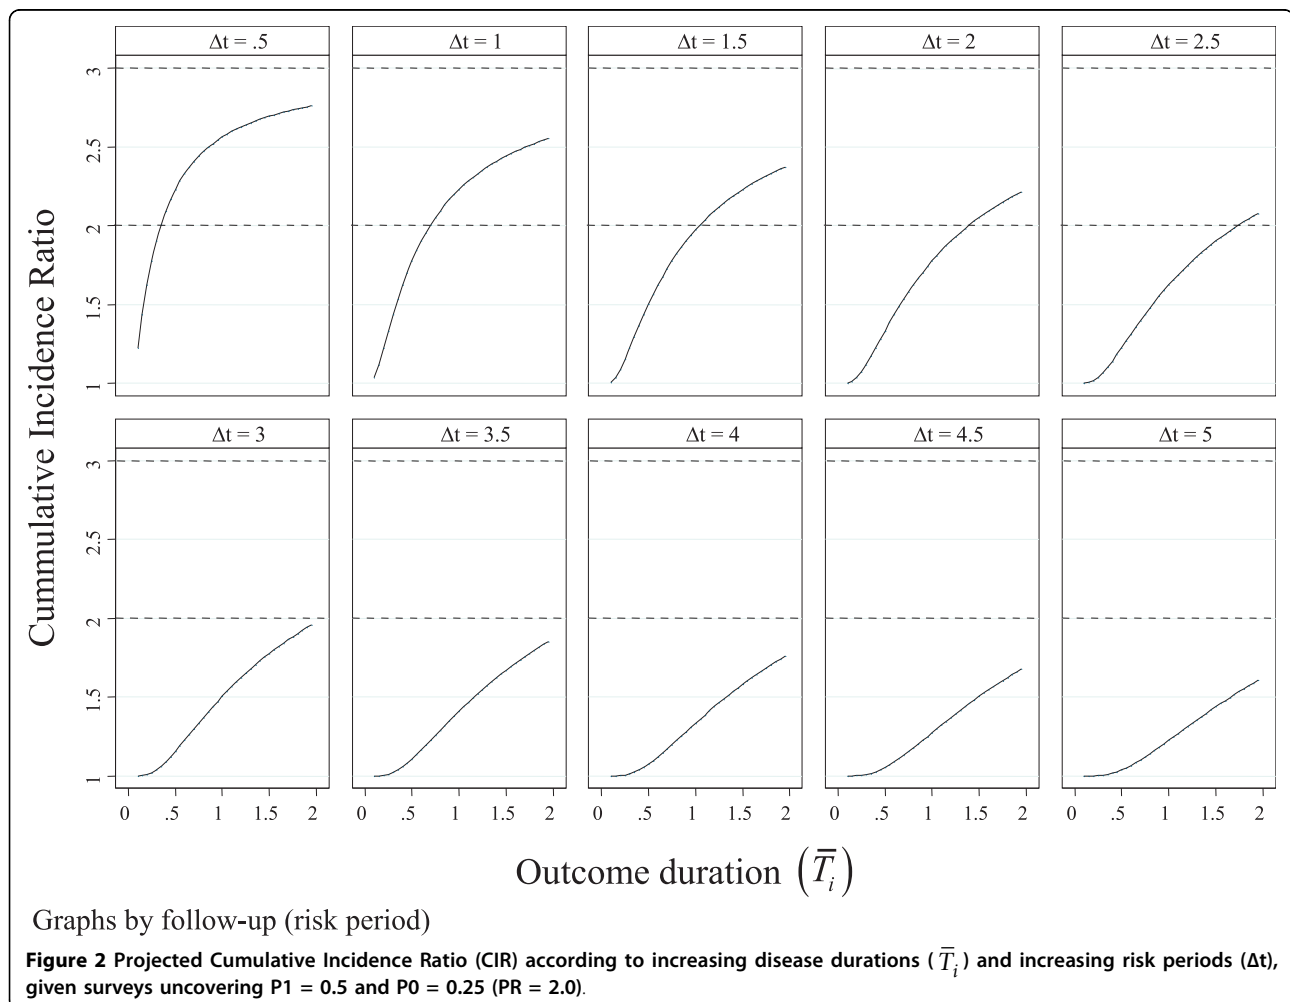 Δt = .5 Δt = 1 Δt = 1.5 Δt = 2 Δt = 2.5
3
2.5
2
1.5
1
Δt = 3 Δt = 3.5 Δt = 4 Δt = 4.5 Δt = 5
3
2.5
2
1.5
1
Cummulative Incidence Ratio
0 .5 1 1.5 2 0 .5 1 1.5 2 0 .5 1 1.5 2 0 .5 1 1.5 2 0 .5 1 1.5 2
Outcome duration (T̅ᵢ)
Graphs by follow-up (risk period)
Figure 2 Projected Cumulative Incidence Ratio (CIR) according to increasing disease durations (T̅ᵢ) and increasing risk periods (Δt),
given surveys uncovering P1 = 0.5 and P0 = 0.25 (PR = 2.0).